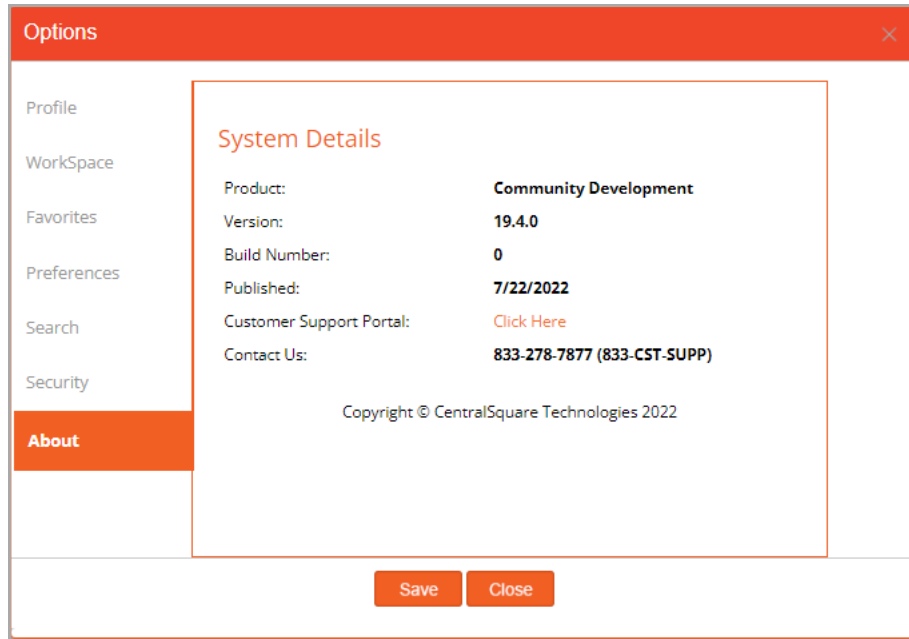 Options
Profile
WorkSpace
Favorites
Preferences
Search
Security
About
System Details
Product: Community Development
Version: 19.4.0
Build Number: 0
Published: 7/22/2022
Customer Support Portal: Click Here
Contact Us: 833-278-7877 (833-CST-SUPP)
Copyright © CentralSquare Technologies 2022
Save Close